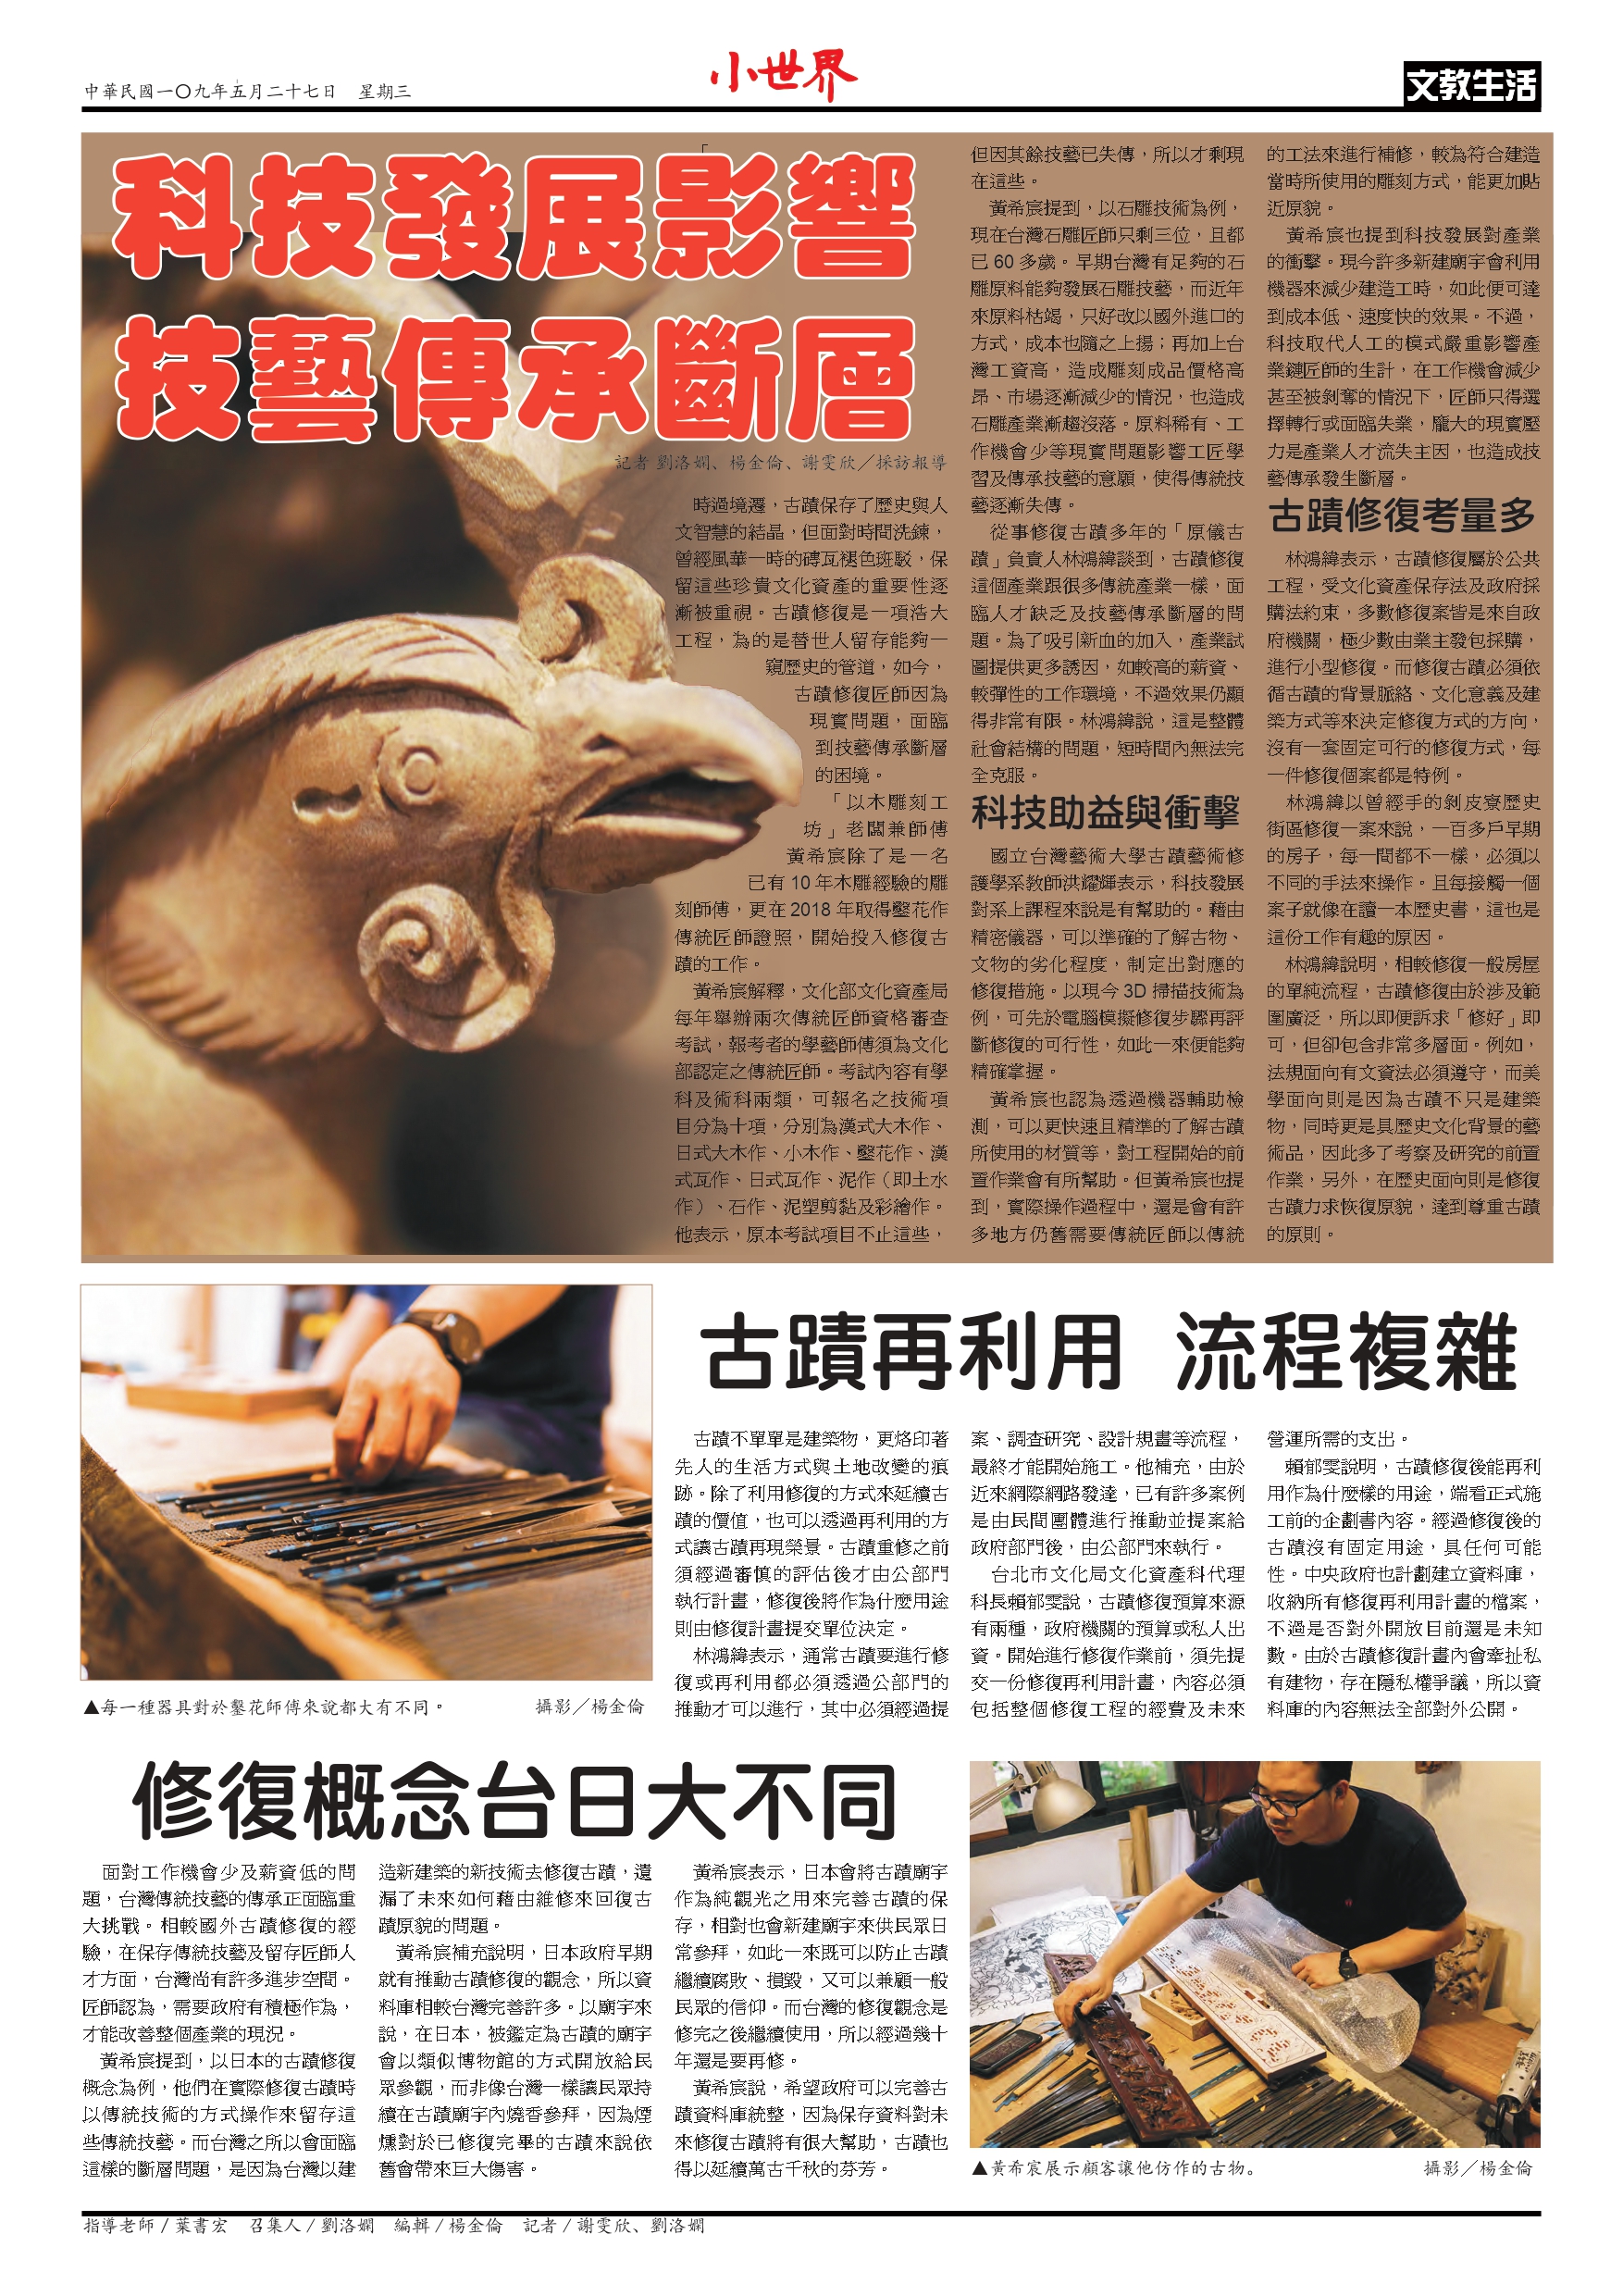 中華民國一〇九年五月二十七日　星期三
小世界
文教生活
科技發展影響
技藝傳承斷層
記者 劉洛嫻、楊金倫、謝雯欣／採訪報導
時過境遷，古蹟保存了歷史與人
文智慧的結晶，但面對時間洗鍊，
曾經風華一時的磚瓦褪色斑駁，保
留這些珍貴文化資產的重要性逐
漸被重視。古蹟修復是一項浩大
工程，為的是替世人留存能夠一
窺歷史的管道，如今，
古蹟修復匠師因為
現實問題，面臨
到技藝傳承斷層
的困境。
「以木雕刻工
坊」老闆兼師傅
黃希宸除了是一名
已有 10 年木雕經驗的雕
刻師傅，更在 2018 年取得鑿花作
傳統匠師證照，開始投入修復古
蹟的工作。
黃希宸解釋，文化部文化資產局
每年舉辦兩次傳統匠師資格審查
考試，報考者的學藝師傅須為文化
部認定之傳統匠師。考試內容有學
科及術科兩類，可報名之技術項
目分為十項，分別為漢式大木作、
日式大木作、小木作、鑿花作、漢
式瓦作、日式瓦作、泥作（即土水
作）、石作、泥塑剪黏及彩繪作。
他表示，原本考試項目不止這些，
但因其餘技藝已失傳，所以才剩現
在這些。
黃希宸提到，以石雕技術為例，
現在台灣石雕匠師只剩三位，且都
已 60 多歲。早期台灣有足夠的石
雕原料能夠發展石雕技藝，而近年
來原料枯竭，只好改以國外進口的
方式，成本也隨之上揚；再加上台
灣工資高，造成雕刻成品價格高
昂、市場逐漸減少的情況，也造成
石雕產業漸趨沒落。原料稀有、工
作機會少等現實問題影響工匠學
習及傳承技藝的意願，使得傳統技
藝逐漸失傳。
從事修復古蹟多年的「原儀古
蹟」負責人林鴻緯談到，古蹟修復
這個產業跟很多傳統產業一樣，面
臨人才缺乏及技藝傳承斷層的問
題。為了吸引新血的加入，產業試
圖提供更多誘因，如較高的薪資、
較彈性的工作環境，不過效果仍顯
得非常有限。林鴻緯說，這是整體
社會結構的問題，短時間內無法完
全克服。
科技助益與衝擊
國立台灣藝術大學古蹟藝術修
護學系教師洪耀輝表示，科技發展
對系上課程來說是有幫助的。藉由
精密儀器，可以準確的了解古物、
文物的劣化程度，制定出對應的
修復措施。以現今 3D 掃描技術為
例，可先於電腦模擬修復步驟再評
斷修復的可行性，如此一來便能夠
精確掌握。
黃希宸也認為透過機器輔助檢
測，可以更快速且精準的了解古蹟
所使用的材質等，對工程開始的前
置作業會有所幫助。但黃希宸也提
到，實際操作過程中，還是會有許
多地方仍舊需要傳統匠師以傳統
的工法來進行補修，較為符合建造
當時所使用的雕刻方式，能更加貼
近原貌。
黃希宸也提到科技發展對產業
的衝擊。現今許多新建廟宇會利用
機器來減少建造工時，如此便可達
到成本低、速度快的效果。不過，
科技取代人工的模式嚴重影響產
業鏈匠師的生計，在工作機會減少
甚至被剝奪的情況下，匠師只得選
擇轉行或面臨失業，龐大的現實壓
力是產業人才流失主因，也造成技
藝傳承發生斷層。
古蹟修復考量多
林鴻緯表示，古蹟修復屬於公共
工程，受文化資產保存法及政府採
購法約束，多數修復案皆是來自政
府機關，極少數由業主發包採購，
進行小型修復。而修復古蹟必須依
循古蹟的背景脈絡、文化意義及建
築方式等來決定修復方式的方向，
沒有一套固定可行的修復方式，每
一件修復個案都是特例。
林鴻緯以曾經手的剝皮寮歷史
街區修復一案來說，一百多戶早期
的房子，每一間都不一樣，必須以
不同的手法來操作。且每接觸一個
案子就像在讀一本歷史書，這也是
這份工作有趣的原因。
林鴻緯說明，相較修復一般房屋
的單純流程，古蹟修復由於涉及範
圍廣泛，所以即便訴求「修好」即
可，但卻包含非常多層面。例如，
法規面向有文資法必須遵守，而美
學面向則是因為古蹟不只是建築
物，同時更是具歷史文化背景的藝
術品，因此多了考察及研究的前置
作業，另外，在歷史面向則是修復
古蹟力求恢復原貌，達到尊重古蹟
的原則。
古蹟再利用 流程複雜
古蹟不單單是建築物，更烙印著
先人的生活方式與土地改變的痕
跡。除了利用修復的方式來延續古
蹟的價值，也可以透過再利用的方
式讓古蹟再現榮景。古蹟重修之前
須經過審慎的評估後才由公部門
執行計畫，修復後將作為什麼用途
則由修復計畫提交單位決定。
林鴻緯表示，通常古蹟要進行修
復或再利用都必須透過公部門的
推動才可以進行，其中必須經過提
案、調查研究、設計規畫等流程，
最終才能開始施工。他補充，由於
近來網際網路發達，已有許多案例
是由民間團體進行推動並提案給
政府部門後，由公部門來執行。
台北市文化局文化資產科代理
科長賴郁雯說，古蹟修復預算來源
有兩種，政府機關的預算或私人出
資。開始進行修復作業前，須先提
交一份修復再利用計畫，內容必須
包括整個修復工程的經費及未來
營運所需的支出。
賴郁雯說明，古蹟修復後能再利
用作為什麼樣的用途，端看正式施
工前的企劃書內容。經過修復後的
古蹟沒有固定用途，具任何可能
性。中央政府也計劃建立資料庫，
收納所有修復再利用計畫的檔案，
不過是否對外開放目前還是未知
數。由於古蹟修復計畫內會牽扯私
有建物，存在隱私權爭議，所以資
料庫的內容無法全部對外公開。
▲每一種器具對於鑿花師傅來說都大有不同。　攝影／楊金倫
修復概念台日大不同
面對工作機會少及薪資低的問
題，台灣傳統技藝的傳承正面臨重
大挑戰。相較國外古蹟修復的經
驗，在保存傳統技藝及留存匠師人
才方面，台灣尚有許多進步空間。
匠師認為，需要政府有積極作為，
才能改善整個產業的現況。
黃希宸提到，以日本的古蹟修復
概念為例，他們在實際修復古蹟時
以傳統技術的方式操作來留存這
些傳統技藝。而台灣之所以會面臨
這樣的斷層問題，是因為台灣以建
造新建築的新技術去修復古蹟，遺
漏了未來如何藉由維修來回復古
蹟原貌的問題。
黃希宸補充說明，日本政府早期
就有推動古蹟修復的觀念，所以資
料庫相較台灣完善許多。以廟宇來
說，在日本，被鑑定為古蹟的廟宇
會以類似博物館的方式開放給民
眾參觀，而非像台灣一樣讓民眾持
續在古蹟廟宇內燒香參拜，因為煙
燻對於已修復完畢的古蹟來說依
舊會帶來巨大傷害。
黃希宸表示，日本會將古蹟廟宇
作為純觀光之用來完善古蹟的保
存，相對也會新建廟宇來供民眾日
常參拜，如此一來既可以防止古蹟
繼續腐敗、損毀，又可以兼顧一般
民眾的信仰。而台灣的修復觀念是
修完之後繼續使用，所以經過幾十
年還是要再修。
黃希宸說，希望政府可以完善古
蹟資料庫統整，因為保存資料對未
來修復古蹟將有很大幫助，古蹟也
得以延續萬古千秋的芬芳。
▲黃希宸展示顧客讓他仿作的古物。　攝影／楊金倫
指導老師／葉書宏　召集人／劉洛嫻　編輯／楊金倫　記者／謝雯欣、劉洛嫻